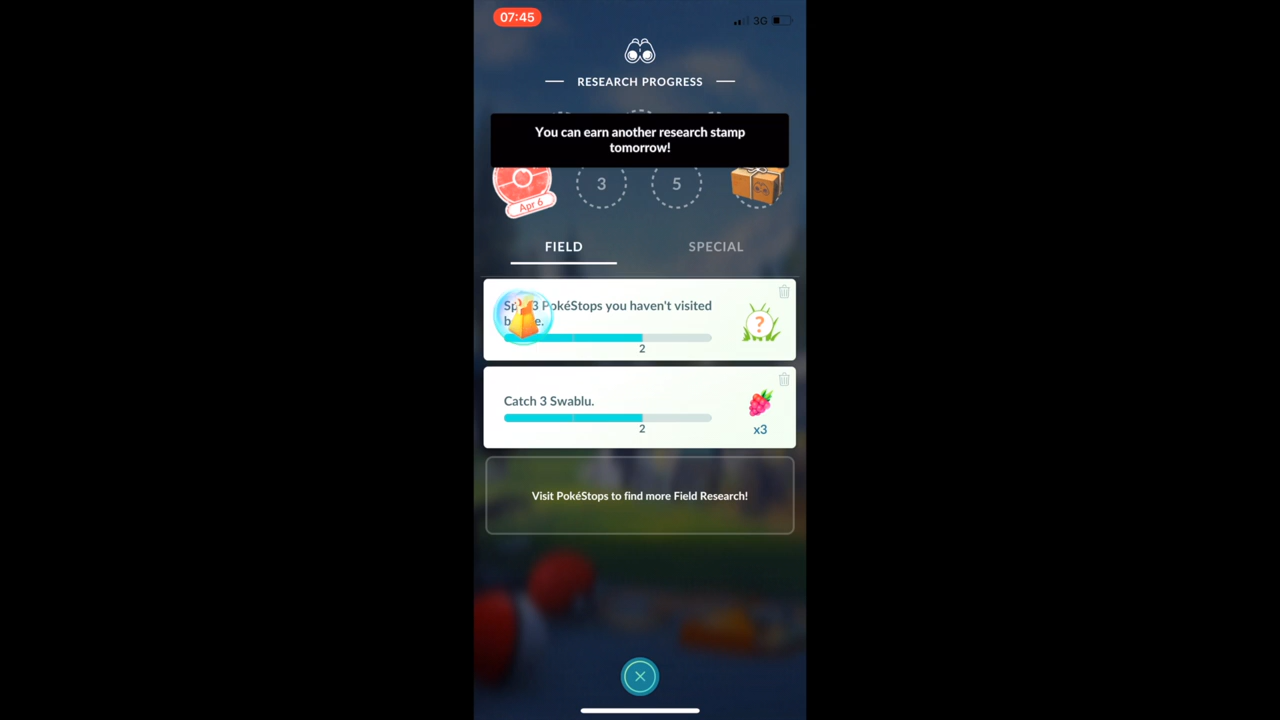 07:45
3G
RESEARCH PROGRESS
You can earn another research stamp
tomorrow!
Apr 6
3
5
FIELD
SPECIAL
3 PokéStops you haven't visited
2
Catch 3 Swablu.
2
x3
Visit PokéStops to find more Field Research!